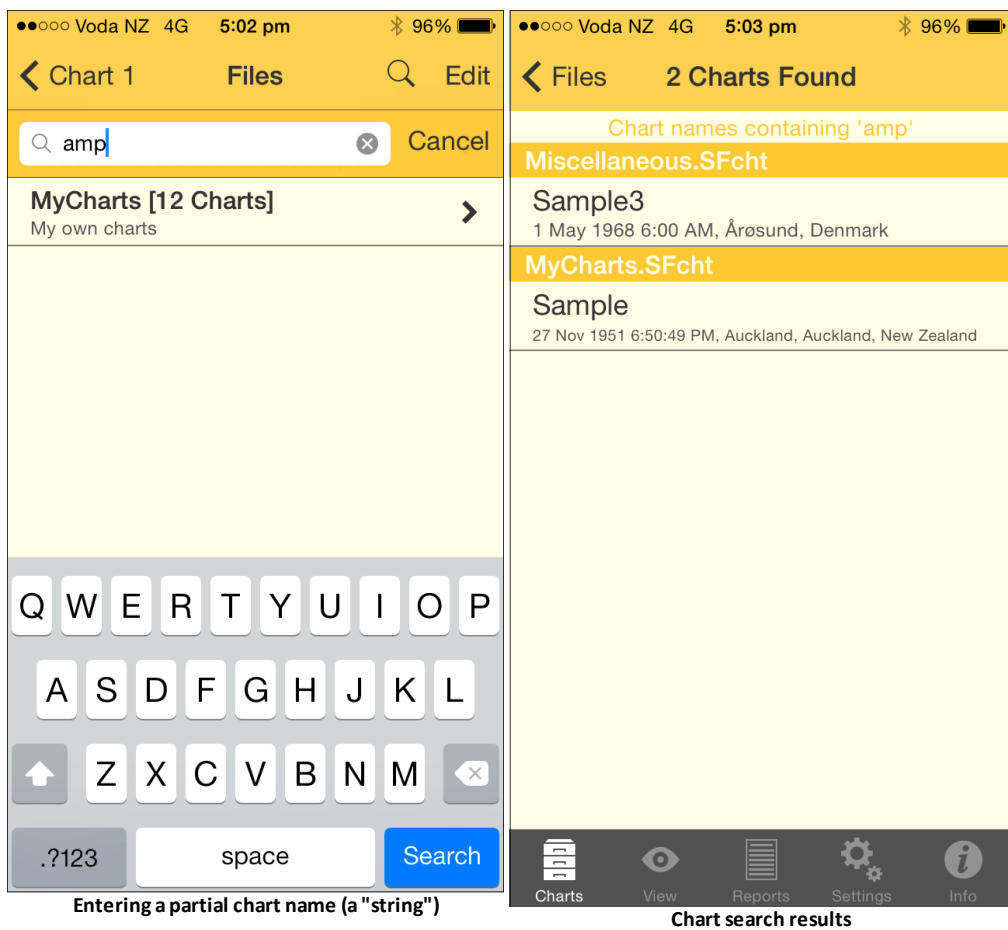 Voda NZ 4G 5:02 pm 96%
Chart 1 Files Edit
amp Cancel
MyCharts [12 Charts]
My own charts
Q W E R T Y U I O P
A S D F G H J K L
Z X C V B N M
.?123 space Search
Entering a partial chart name (a "string")
Voda NZ 4G 5:03 pm 96%
Files 2 Charts Found
Chart names containing 'amp'
Miscellaneous.SFcht
Sample3
1 May 1968 6:00 AM, Årøsund, Denmark
MyCharts.SFcht
Sample
27 Nov 1951 6:50:49 PM, Auckland, Auckland, New Zealand
Charts View Reports Settings Info
Chart search results